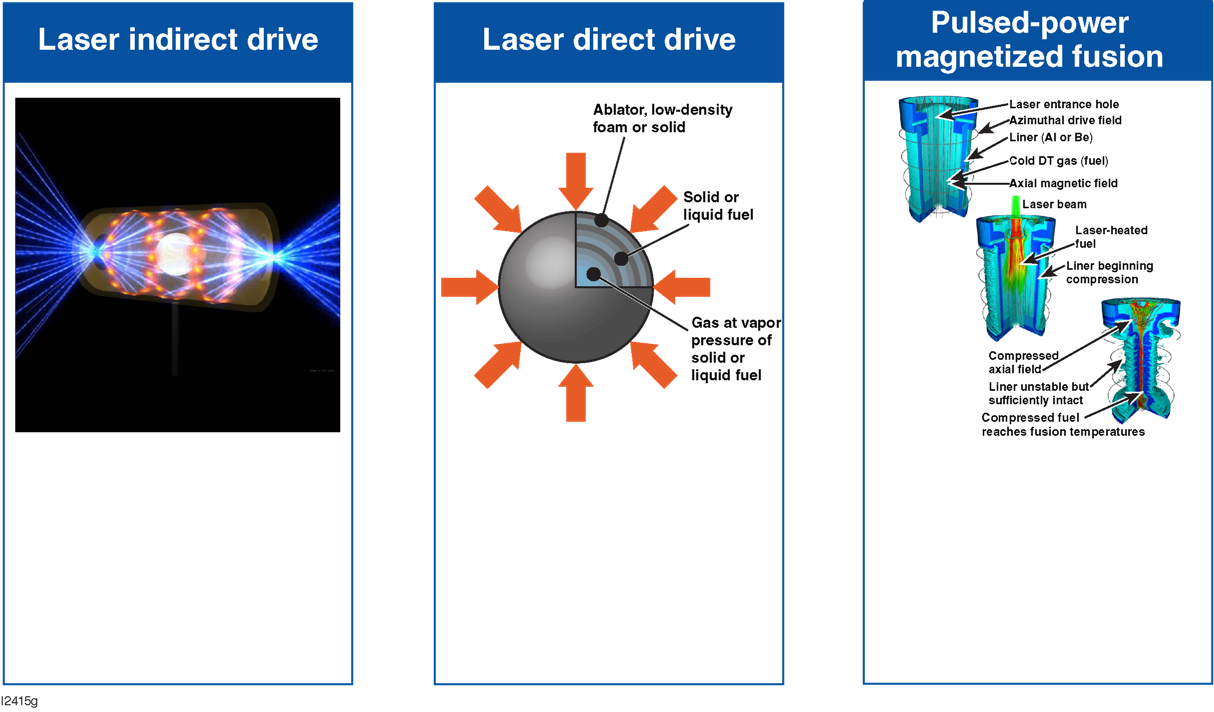 Laser indirect drive
Laser direct drive
Ablator, low-density
foam or solid
Solid or
liquid fuel
Gas at vapor
pressure of
solid or
liquid fuel
Pulsed-power
magnetized fusion
Laser entrance hole
Azimuthal drive field
Liner (Al or Be)
Cold DT gas (fuel)
Axial magnetic field
Laser beam
Laser-heated
fuel
Liner beginning
compression
Compressed
axial field
Liner unstable but
sufficiently intact
Compressed fuel
reaches fusion temperatures
I2415g